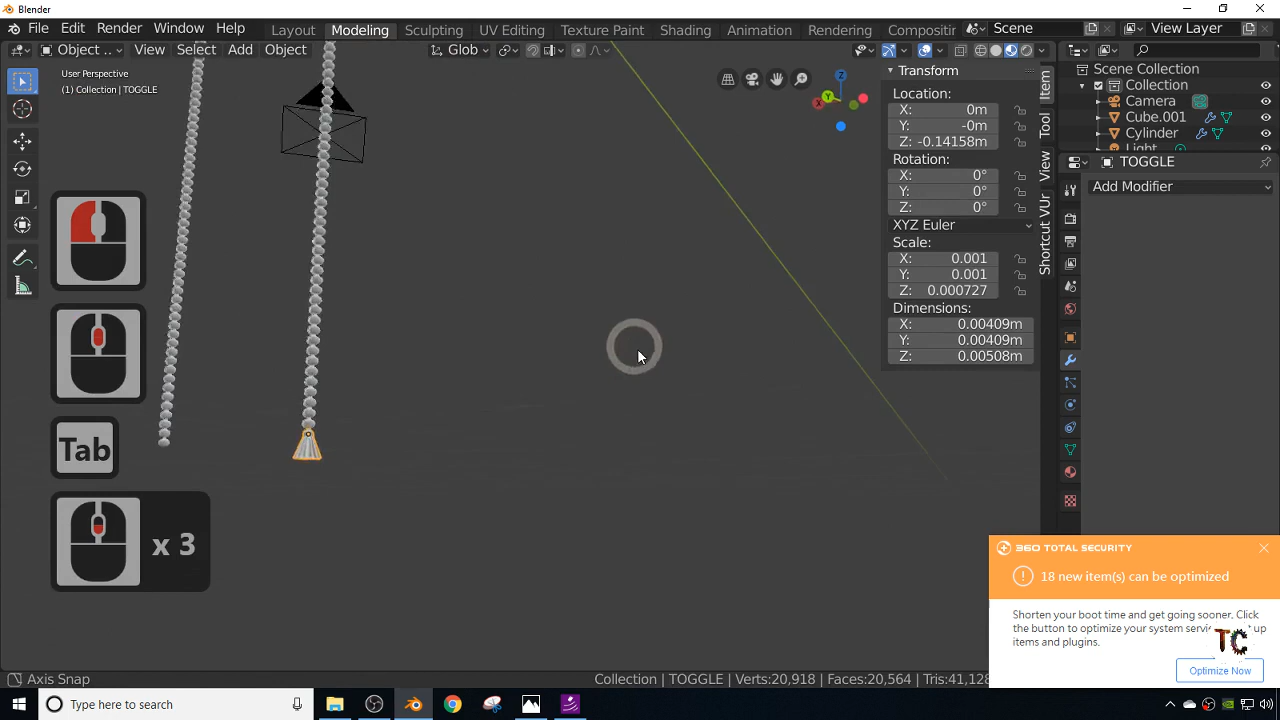 Blender
File Edit Render Window Help
Layout Modeling Sculpting UV Editing Texture Paint Shading Animation Rendering Compos
Scene
View Layer
Object ..
View Select Add Object
Glob
User Perspective
(1) Collection | TOGGLE
Transform
Location:
X: 0m
Y: -0m
Z: -0.14158m
Rotation:
X: 0°
Y: 0°
Z: 0°
XYZ Euler
Scale:
X: 0.001
Y: 0.001
Z: 0.000727
Dimensions:
X: 0.00409m
Y: 0.00409m
Z: 0.00508m
Item
Tool
View
Shortcut VUr
Scene Collection
Collection
Camera
Cube.001
Cylinder
Light
TOGGLE
Add Modifier
Tab
x 3
360 TOTAL SECURITY
18 new item(s) can be optimized
Shorten your boot time and get going sooner. Click
the button to optimize your system servic up
items and plugins.
TC
Optimize Now
Axis Snap
Collection | TOGGLE | Verts:20,918 | Faces:20,564 | Tris:41,128
Type here to search